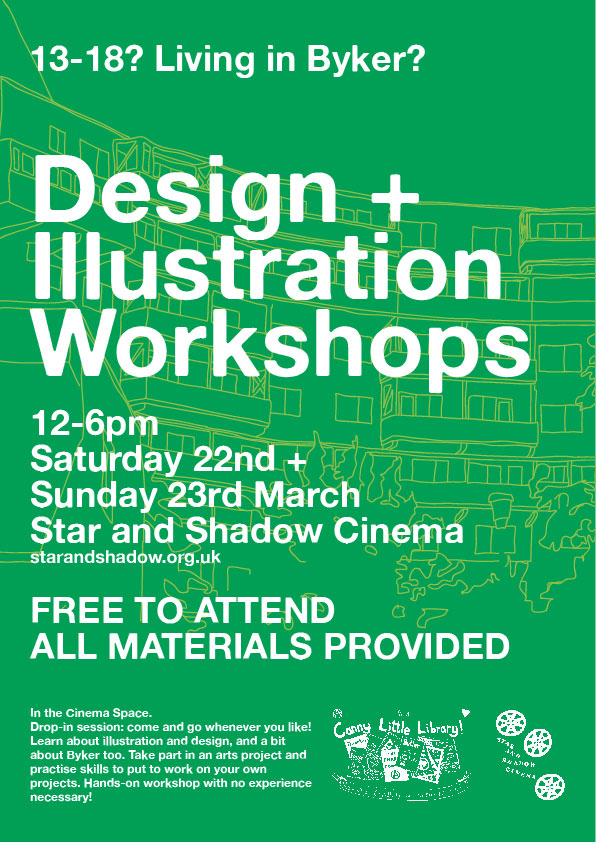 13-18? Living in Byker?
Design +
Illustration
Workshops
12-6pm
Saturday 22nd +
Sunday 23rd March
Star and Shadow Cinema
starandshadow.org.uk
FREE TO ATTEND
ALL MATERIALS PROVIDED
In the Cinema Space.
Drop-in session: come and go whenever you like!
Learn about illustration and design, and a bit
about Byker too. Take part in an arts project and
practise skills to put to work on your own
projects. Hands-on workshop with no experience
necessary!
Canny Little Library!
STAR
AND
SHADOW
CINEMA